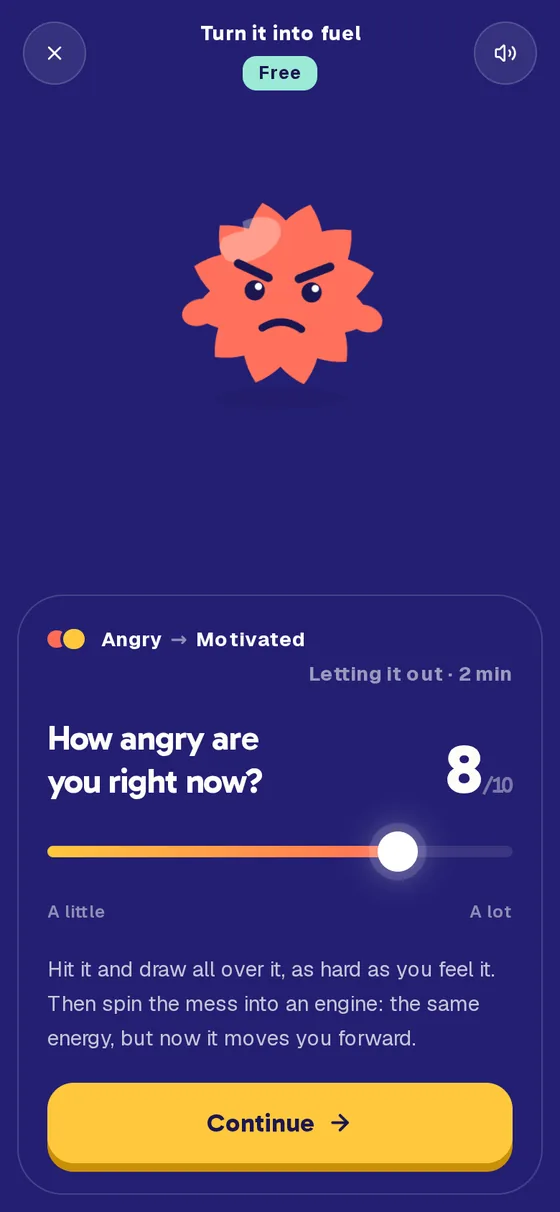 Turn it into fuel
Free
Angry → Motivated
Letting it out · 2 min
How angry are
you right now?
8/10
A little
A lot
Hit it and draw all over it, as hard as you feel it.
Then spin the mess into an engine: the same
energy, but now it moves you forward.
Continue →